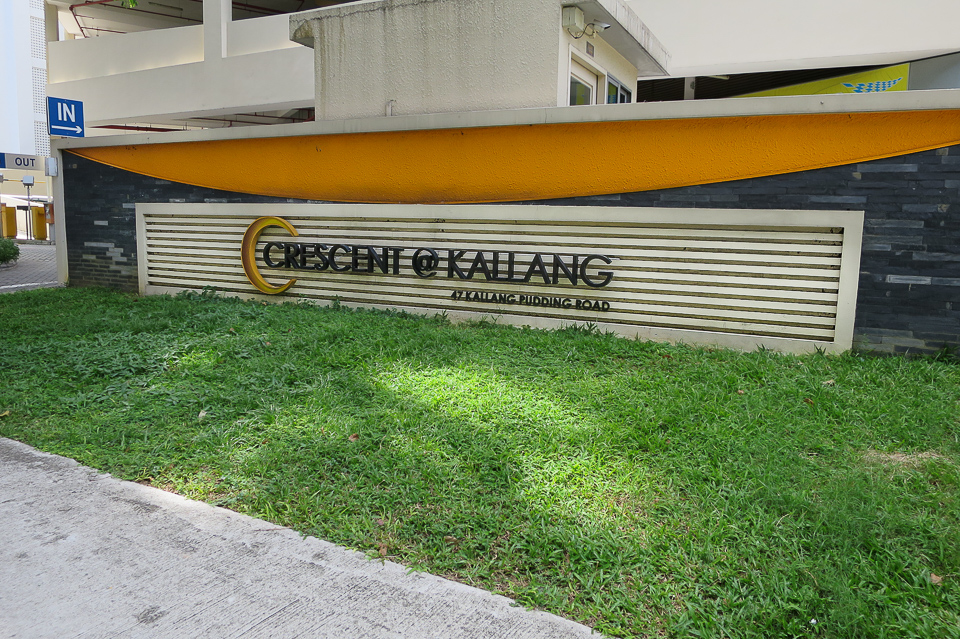 IN
OUT
CRESCENT @ KALLANG
47 KALLANG PUDDING ROAD